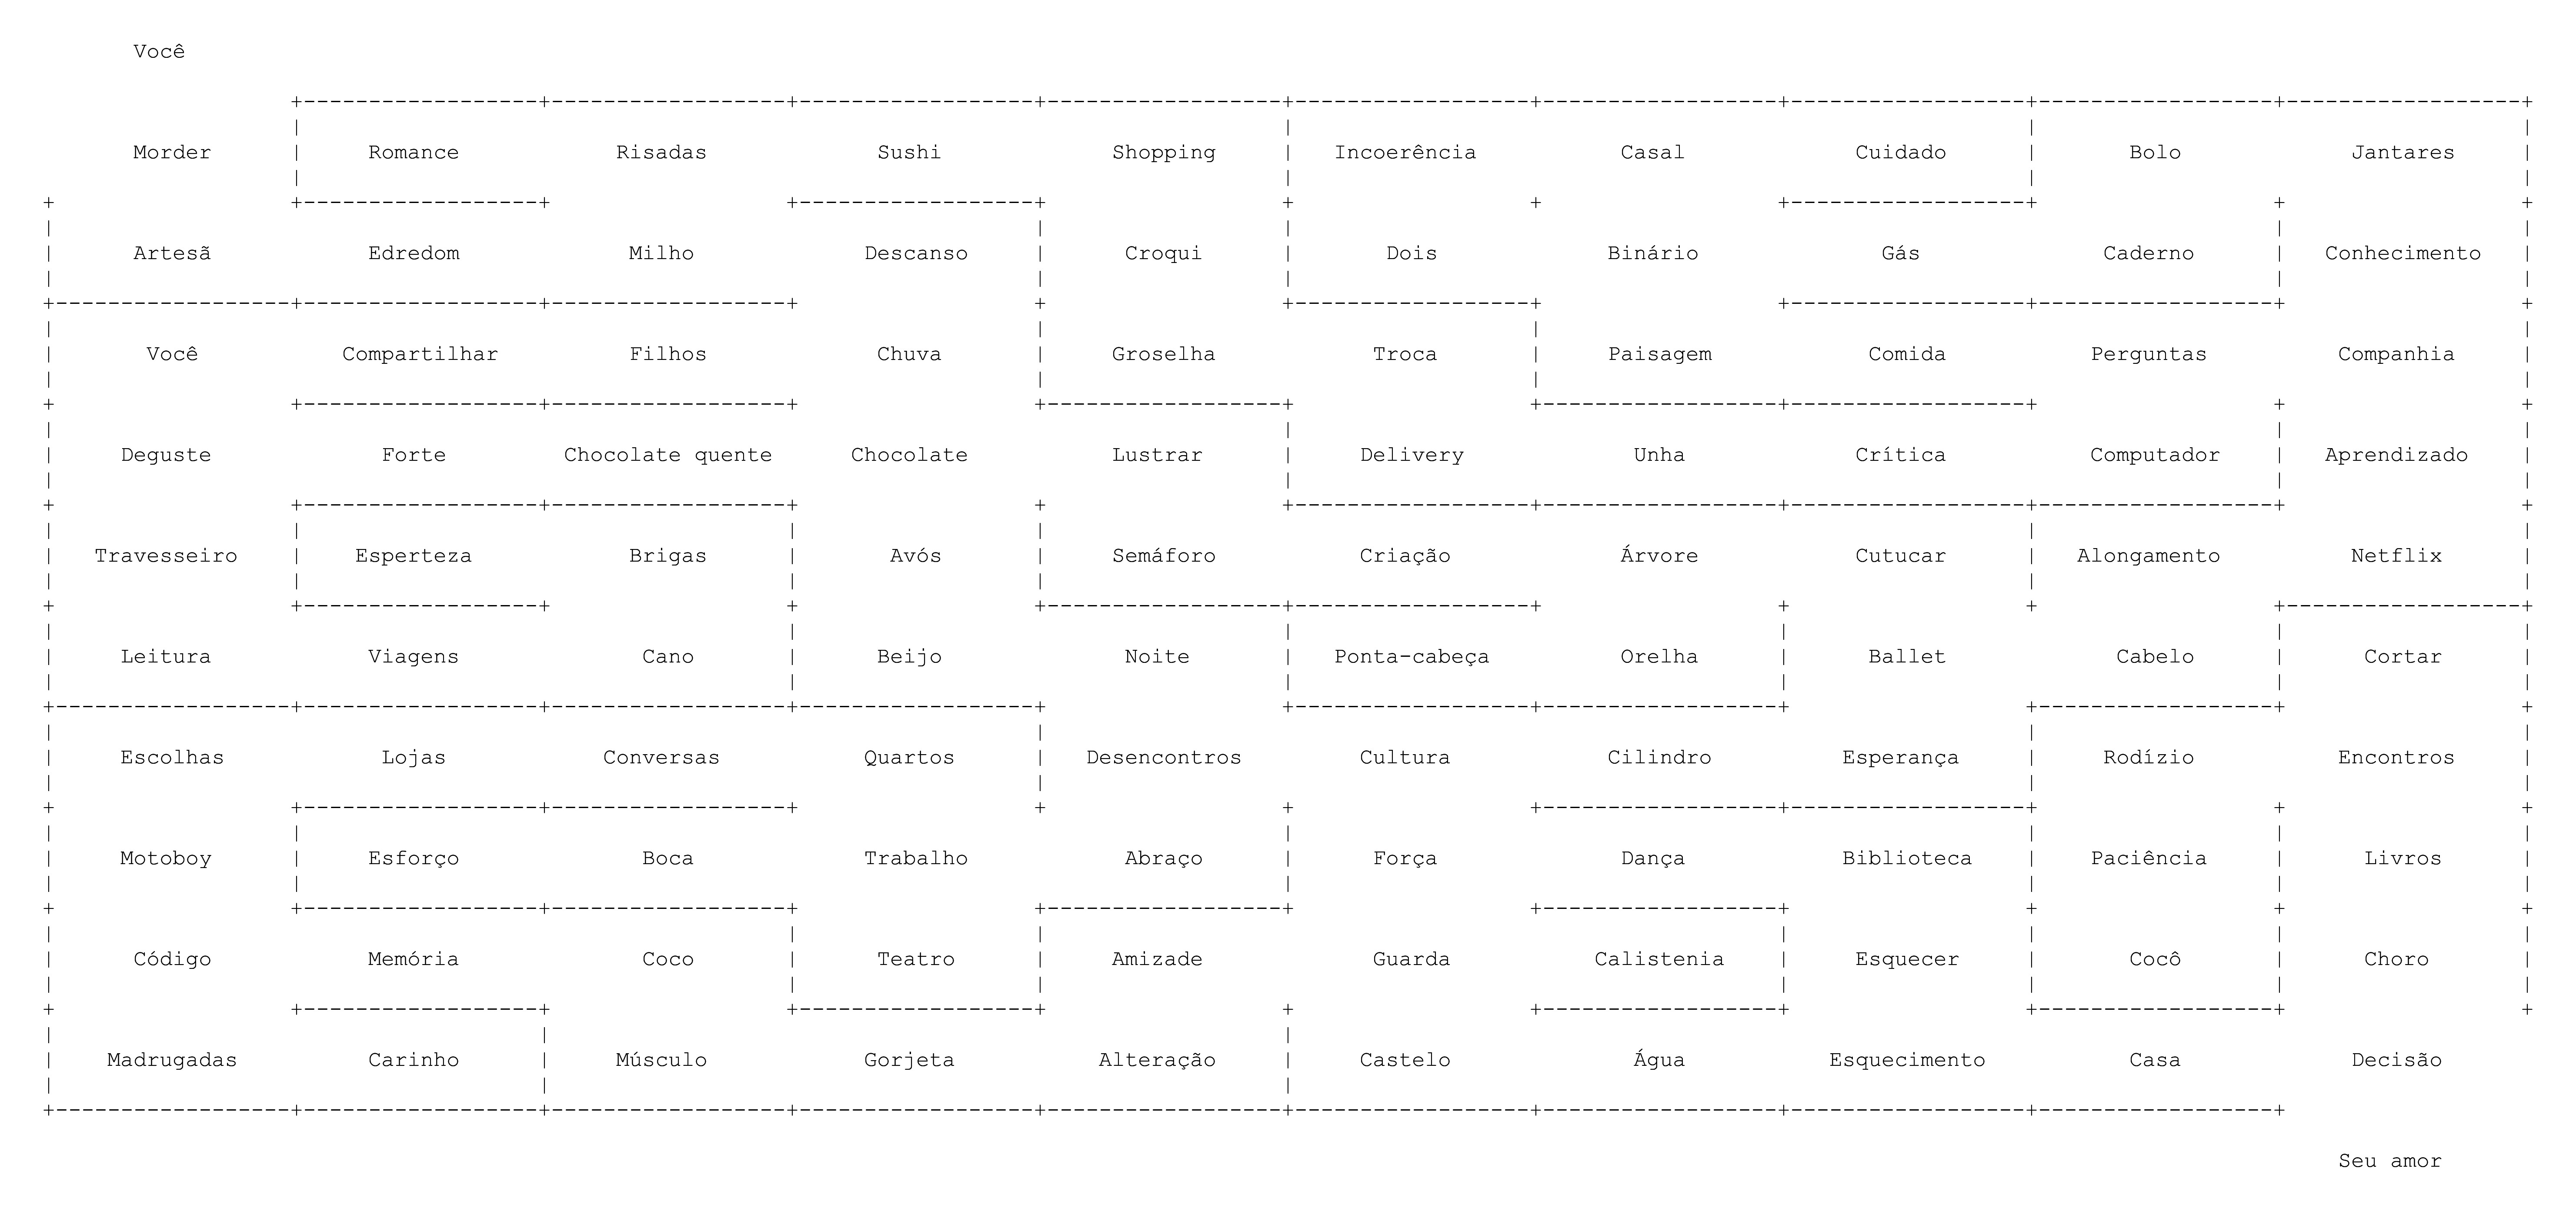 Você
Morder Romance Risadas Sushi Shopping Incoerência Casal Cuidado Bolo Jantares
Artesã Edredom Milho Descanso Croqui Dois Binário Gás Caderno Conhecimento
Você Compartilhar Filhos Chuva Groselha Troca Paisagem Comida Perguntas Companhia
Deguste Forte Chocolate quente Chocolate Lustrar Delivery Unha Crítica Computador Aprendizado
Travesseiro Esperteza Brigas Avós Semáforo Criação Árvore Cutucar Alongamento Netflix
Leitura Viagens Cano Beijo Noite Ponta-cabeça Orelha Ballet Cabelo Cortar
Escolhas Lojas Conversas Quartos Desencontros Cultura Cilindro Esperança Rodízio Encontros
Motoboy Esforço Boca Trabalho Abraço Força Dança Biblioteca Paciência Livros
Código Memória Coco Teatro Amizade Guarda Calistenia Esquecer Cocô Choro
Madrugadas Carinho Músculo Gorjeta Alteração Castelo Água Esquecimento Casa Decisão
Seu amor